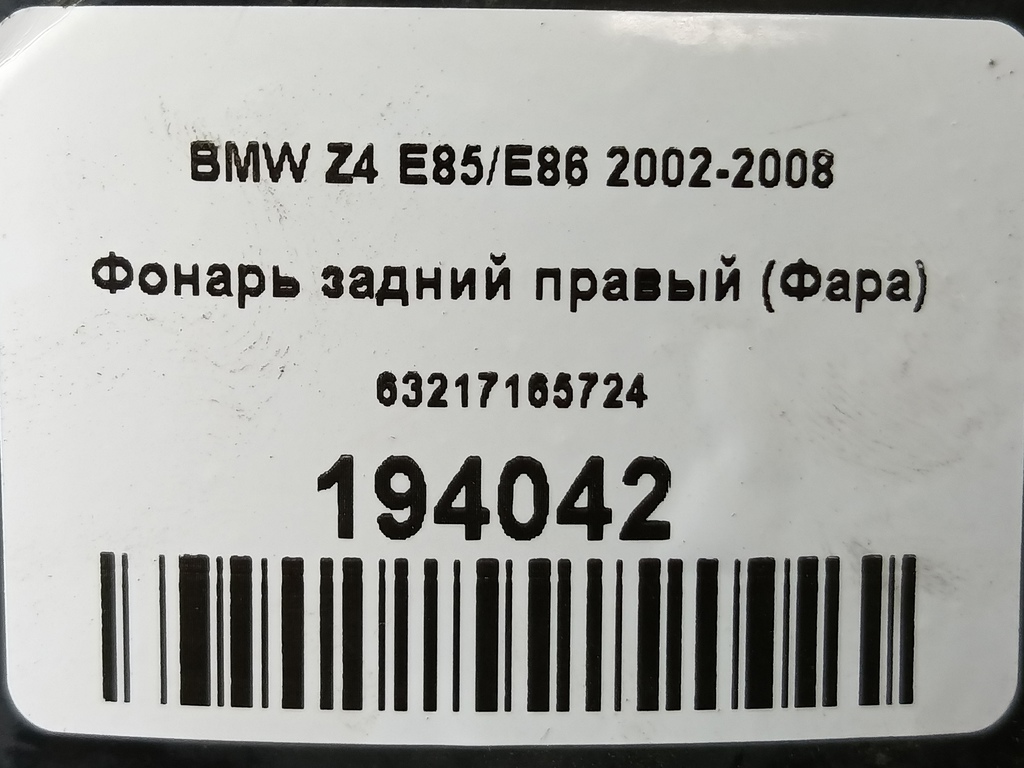 BMW Z4 E85/E86 2002-2008
Фонарь задний правый (Фара)
63217165724
194042